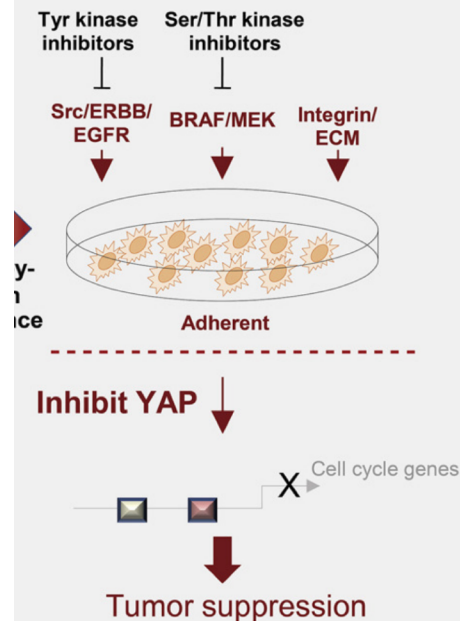 Tyr kinase
inhibitors
Ser/Thr kinase
inhibitors
Src/ERBB/
EGFR
BRAF/MEK
Integrin/
ECM
Adherent
Inhibit YAP
X
Cell cycle genes
Tumor suppression